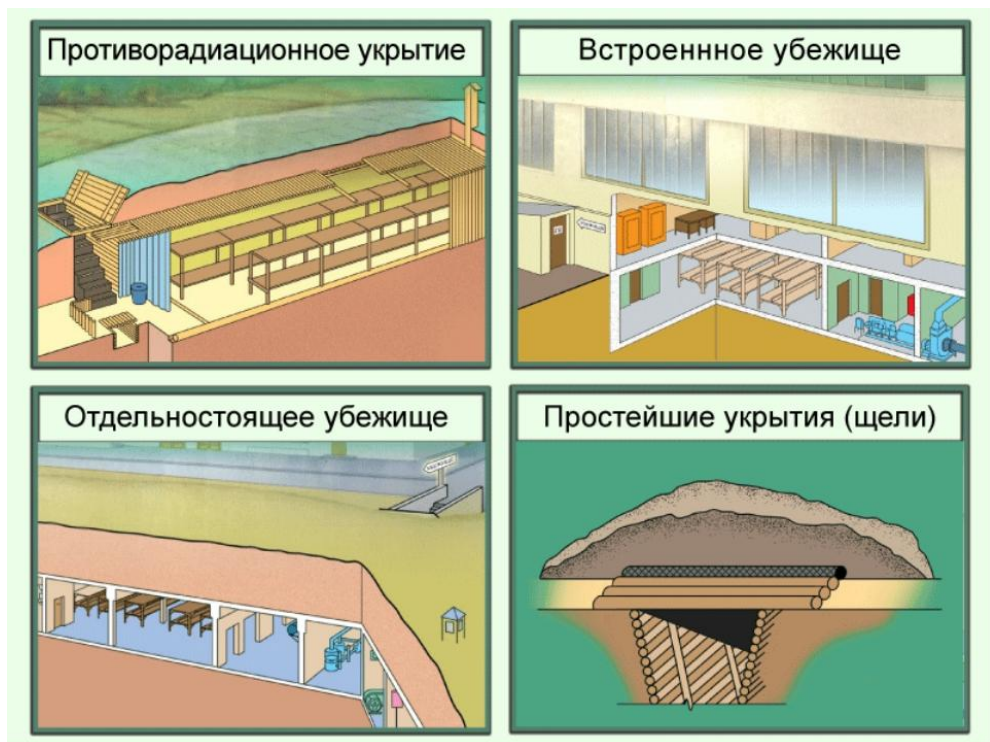 Противорадиационное укрытие
Встроеннное убежище
Отдельностоящее убежище
Простейшие укрытия (щели)